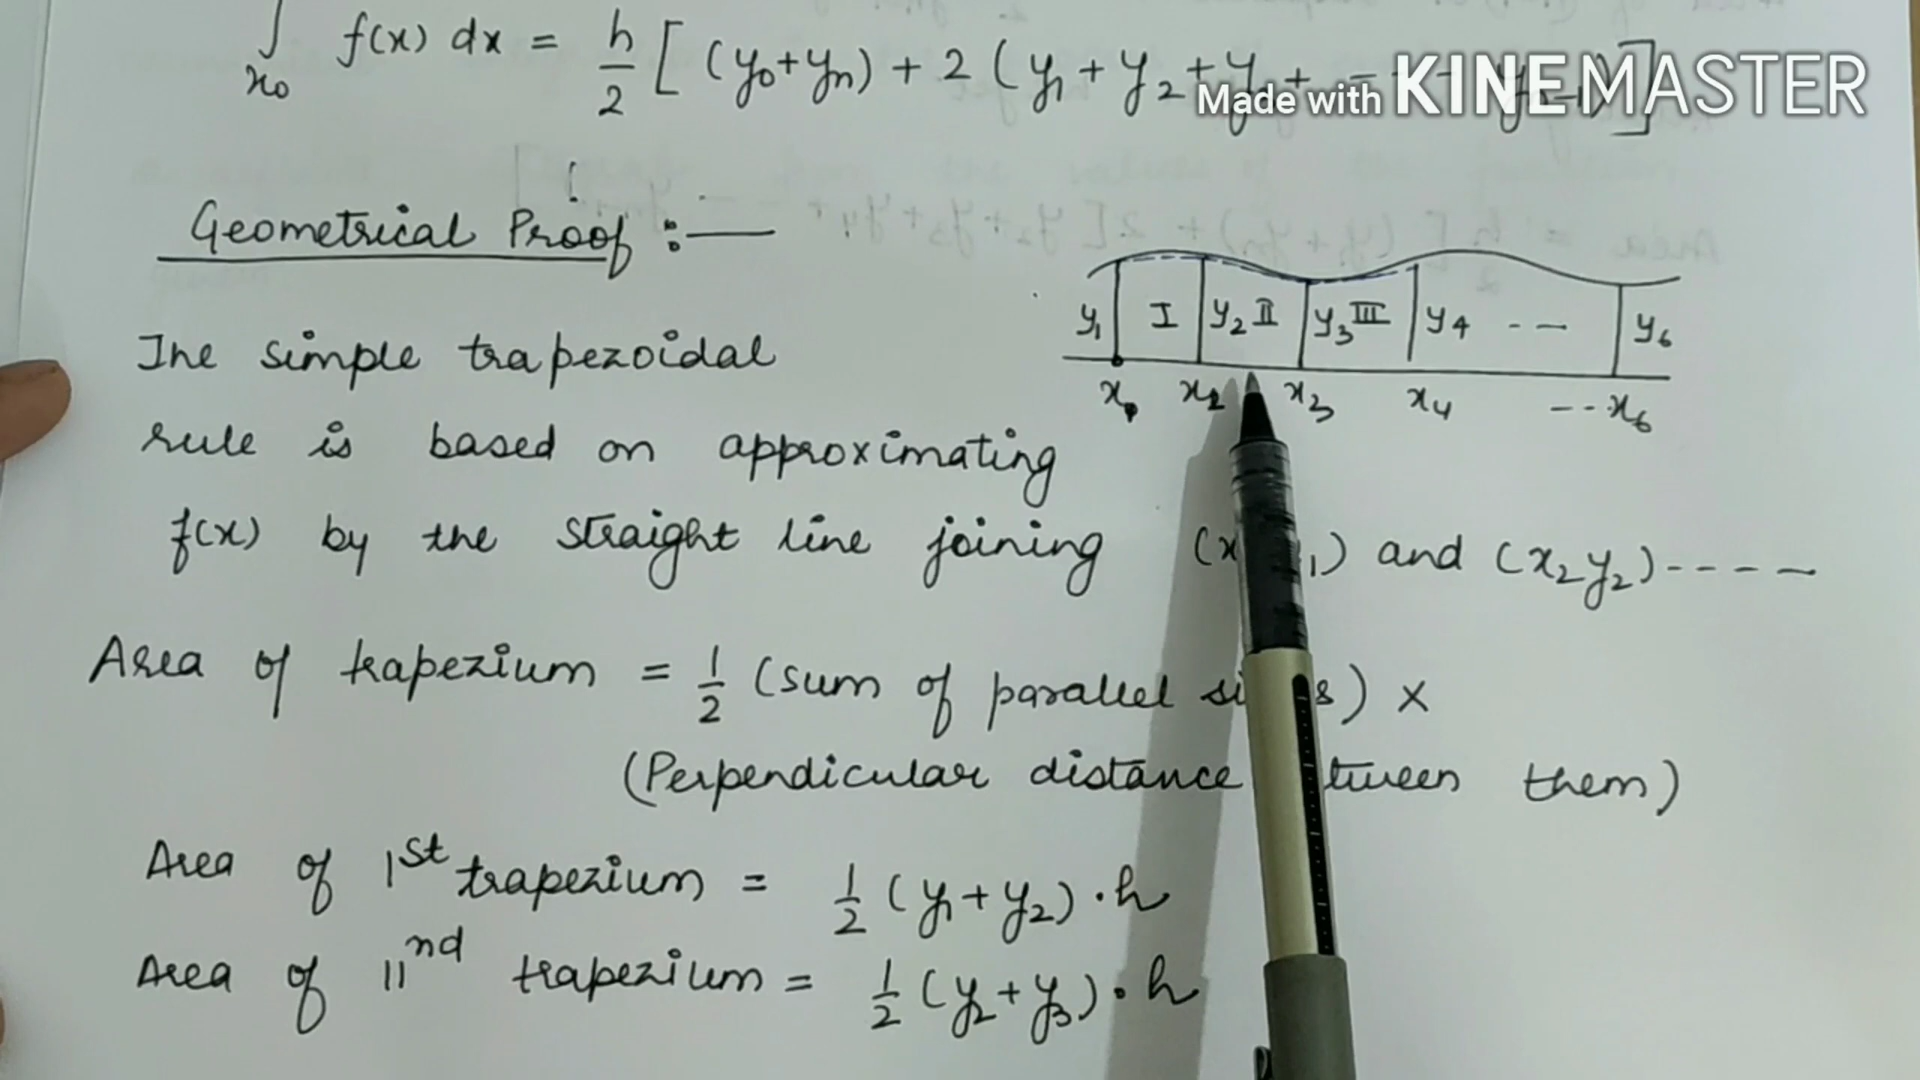 ∫ f(x) dx = h/2 [ (y₀+yₙ) + 2 ( y₁ + y₂ +
x₀
Made with KINEMASTER
Geometrical Proof :—
y₁ I y₂ II y₃ III y₄ - - - y₆
x₂ x₃ x₄ - - - x₆
The simple trapezoidal
rule is based on approximating
f(x) by the straight line joining and (x₂y₂) - - - -
Area of trapezium = 1/2 (sum of parallel ×
(Perpendicular distance them)
Area of 1st trapezium = 1/2 (y₁ + y₂) · h
Area of IInd trapezium = 1/2 (y₂ + y₃) · h